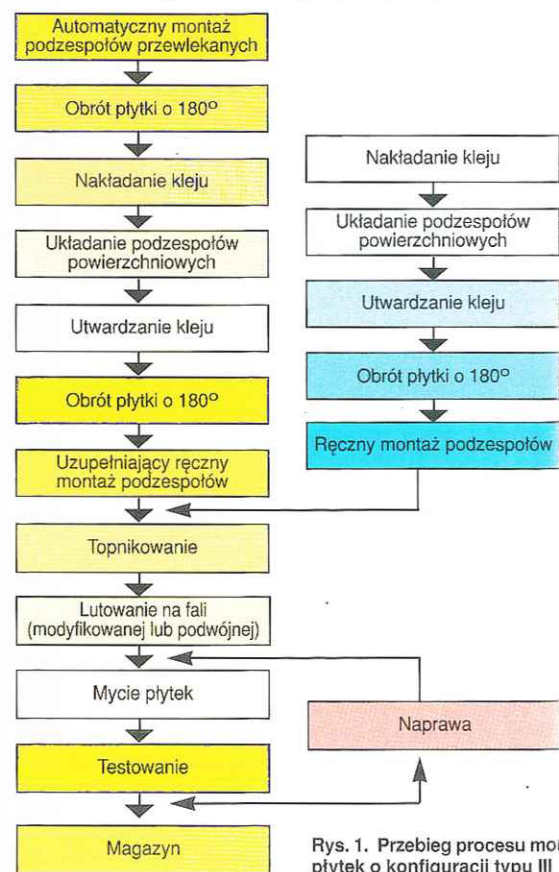 Automatyczny montaż
podzespołów przewlekanych
Obrót płytki o 180°
Nakładanie kleju
Układanie podzespołów
powierzchniowych
Utwardzanie kleju
Obrót płytki o 180°
Uzupełniający ręczny
montaż podzespołów
Topnikowanie
Lutowanie na fali
(modyfikowanej lub podwójnej)
Mycie płytek
Testowanie
Magazyn
Nakładanie kleju
Układanie podzespołów
powierzchniowych
Utwardzanie kleju
Obrót płytki o 180°
Ręczny montaż podzespołów
Naprawa
Rys. 1. Przebieg procesu mo
płytek o konfiguracji typu III